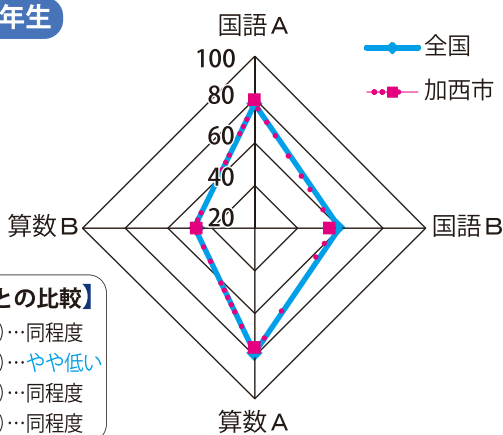 年生
国語A
全国
加西市
100
80
60
40
20
算数B
国語B
との比較】
)…同程度
)…やや低い
)…同程度
)…同程度
算数A